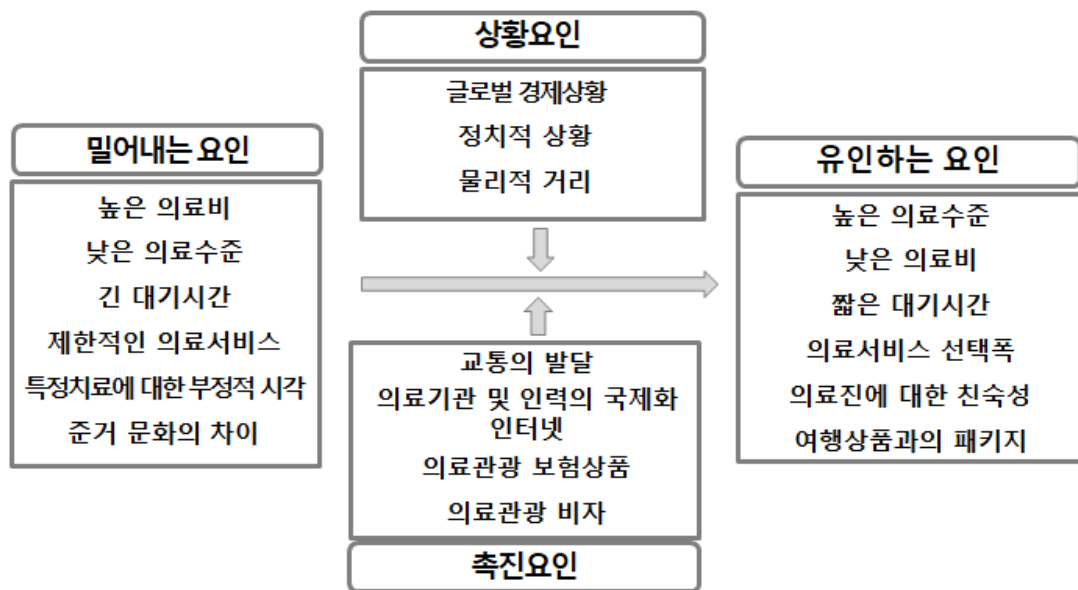 상황요인
글로벌 경제상황
정치적 상황
물리적 거리
밀어내는 요인
높은 의료비
낮은 의료수준
긴 대기시간
제한적인 의료서비스
특정치료에 대한 부정적 시각
준거 문화의 차이
유인하는 요인
높은 의료수준
낮은 의료비
짧은 대기시간
의료서비스 선택폭
의료진에 대한 친숙성
여행상품과의 패키지
교통의 발달
의료기관 및 인력의 국제화
인터넷
의료관광 보험상품
의료관광 비자
촉진요인